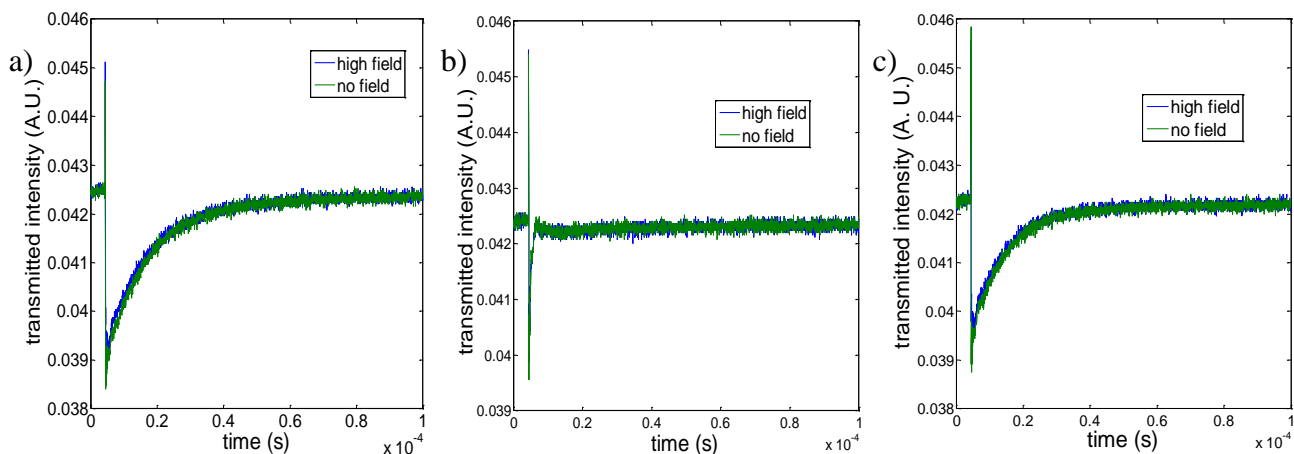 a)
0.046
0.045
0.044
0.043
0.042
0.041
0.04
0.039
0.038
transmitted intensity (A.U.)
high field
no field
0
0.2
0.4
0.6
0.8
1
time (s)
x 10⁻⁴
b)
0.046
0.045
0.044
0.043
0.042
0.041
0.04
0.039
transmitted intensity (A.U.)
high field
no field
0
0.2
0.4
0.6
0.8
1
time (s)
x 10⁻⁴
c)
0.046
0.045
0.044
0.043
0.042
0.041
0.04
0.039
0.038
transmitted intensity (A. U.)
high field
no field
0
0.2
0.4
0.6
0.8
1
time (s)
x 10⁻⁴